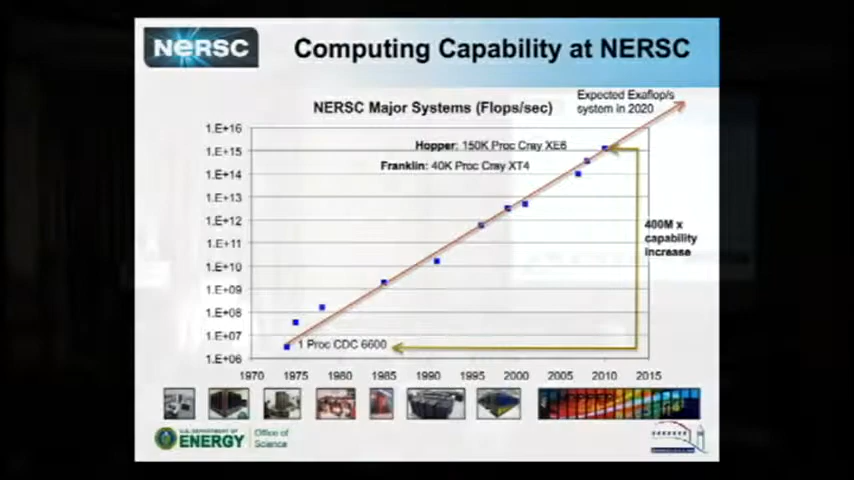 NERSC
Computing Capability at NERSC
Expected Exaflop/s
system in 2020
NERSC Major Systems (Flops/sec)
1.E+16
1.E+15
1.E+14
1.E+13
1.E+12
1.E+11
1.E+10
1.E+09
1.E+08
1.E+07
1.E+06
Hopper: 150K Proc Cray XE6
Franklin: 40K Proc Cray XT4
400M x
capability
increase
1 Proc CDC 6600
1970 1975 1980 1985 1990 1995 2000 2005 2010 2015
U.S. DEPARTMENT OF
ENERGY
Office of
Science